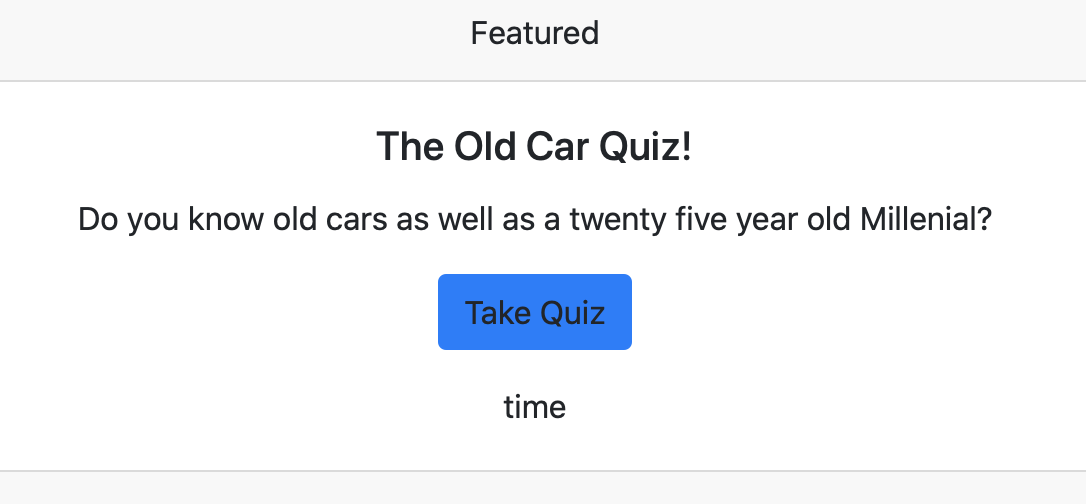 Featured
The Old Car Quiz!
Do you know old cars as well as a twenty five year old Millenial?
Take Quiz
time